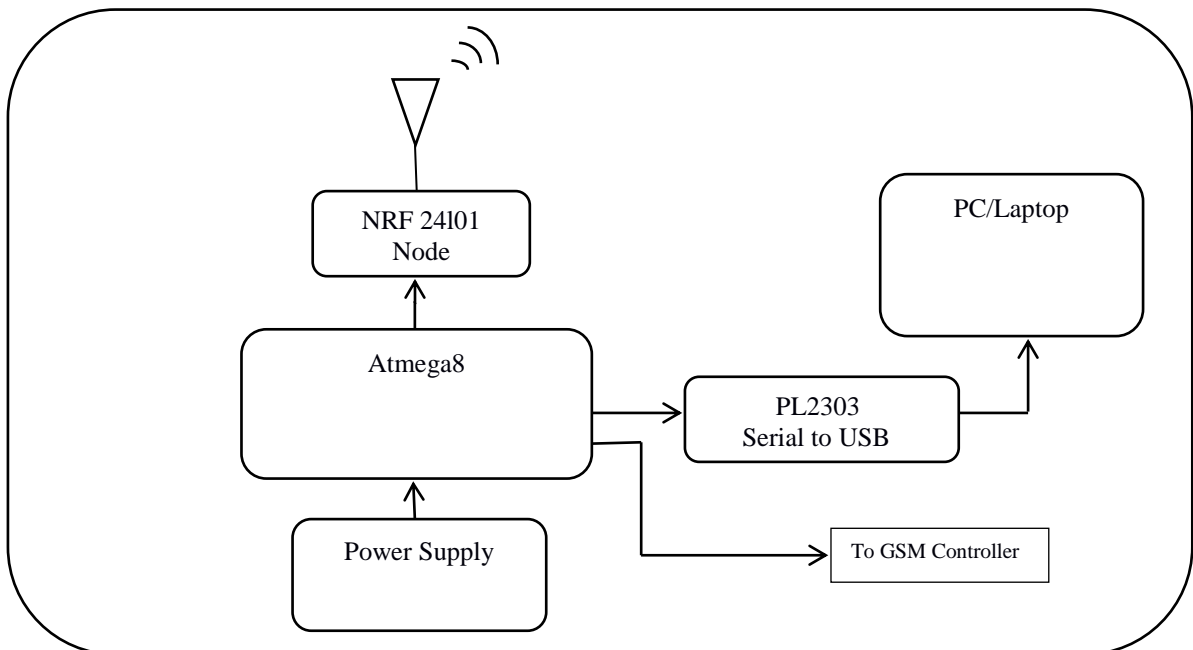 NRF 24l01
Node
PC/Laptop
Atmega8
PL2303
Serial to USB
Power Supply
To GSM Controller